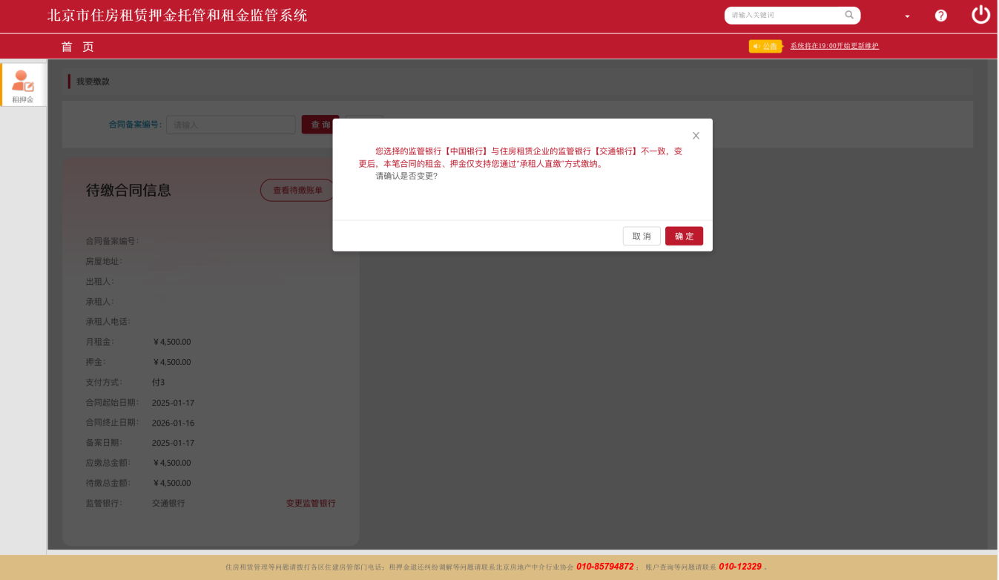 北京市住房租赁押金托管和租金监管系统
请输入关键词
首 页
公告
系统将在19:00开始更新维护
租押金
我要缴款
合同备案编号:
请输入
查 询
X
您选择的监管银行【中国银行】与住房租赁企业的监管银行【交通银行】不一致，变
更后，本笔合同的租金、押金仅支持您通过“承租人直缴”方式缴纳。
请确认是否变更?
取 消
确 定
待缴合同信息
查看待缴账单
合同备案编号:
房屋地址:
出租人:
承租人:
承租人电话:
月租金: ￥4,500.00
押金: ￥4,500.00
支付方式: 付3
合同起始日期: 2025-01-17
合同终止日期: 2026-01-16
备案日期: 2025-01-17
应缴总金额: ￥4,500.00
待缴总金额: ￥4,500.00
监管银行: 交通银行 变更监管银行
住房租赁管理等问题请拨打各区住建房管部门电话；租押金退还纠纷调解等问题请联系北京房地产中介行业协会 010-85794872 ； 账户查询等问题请联系 010-12329 。